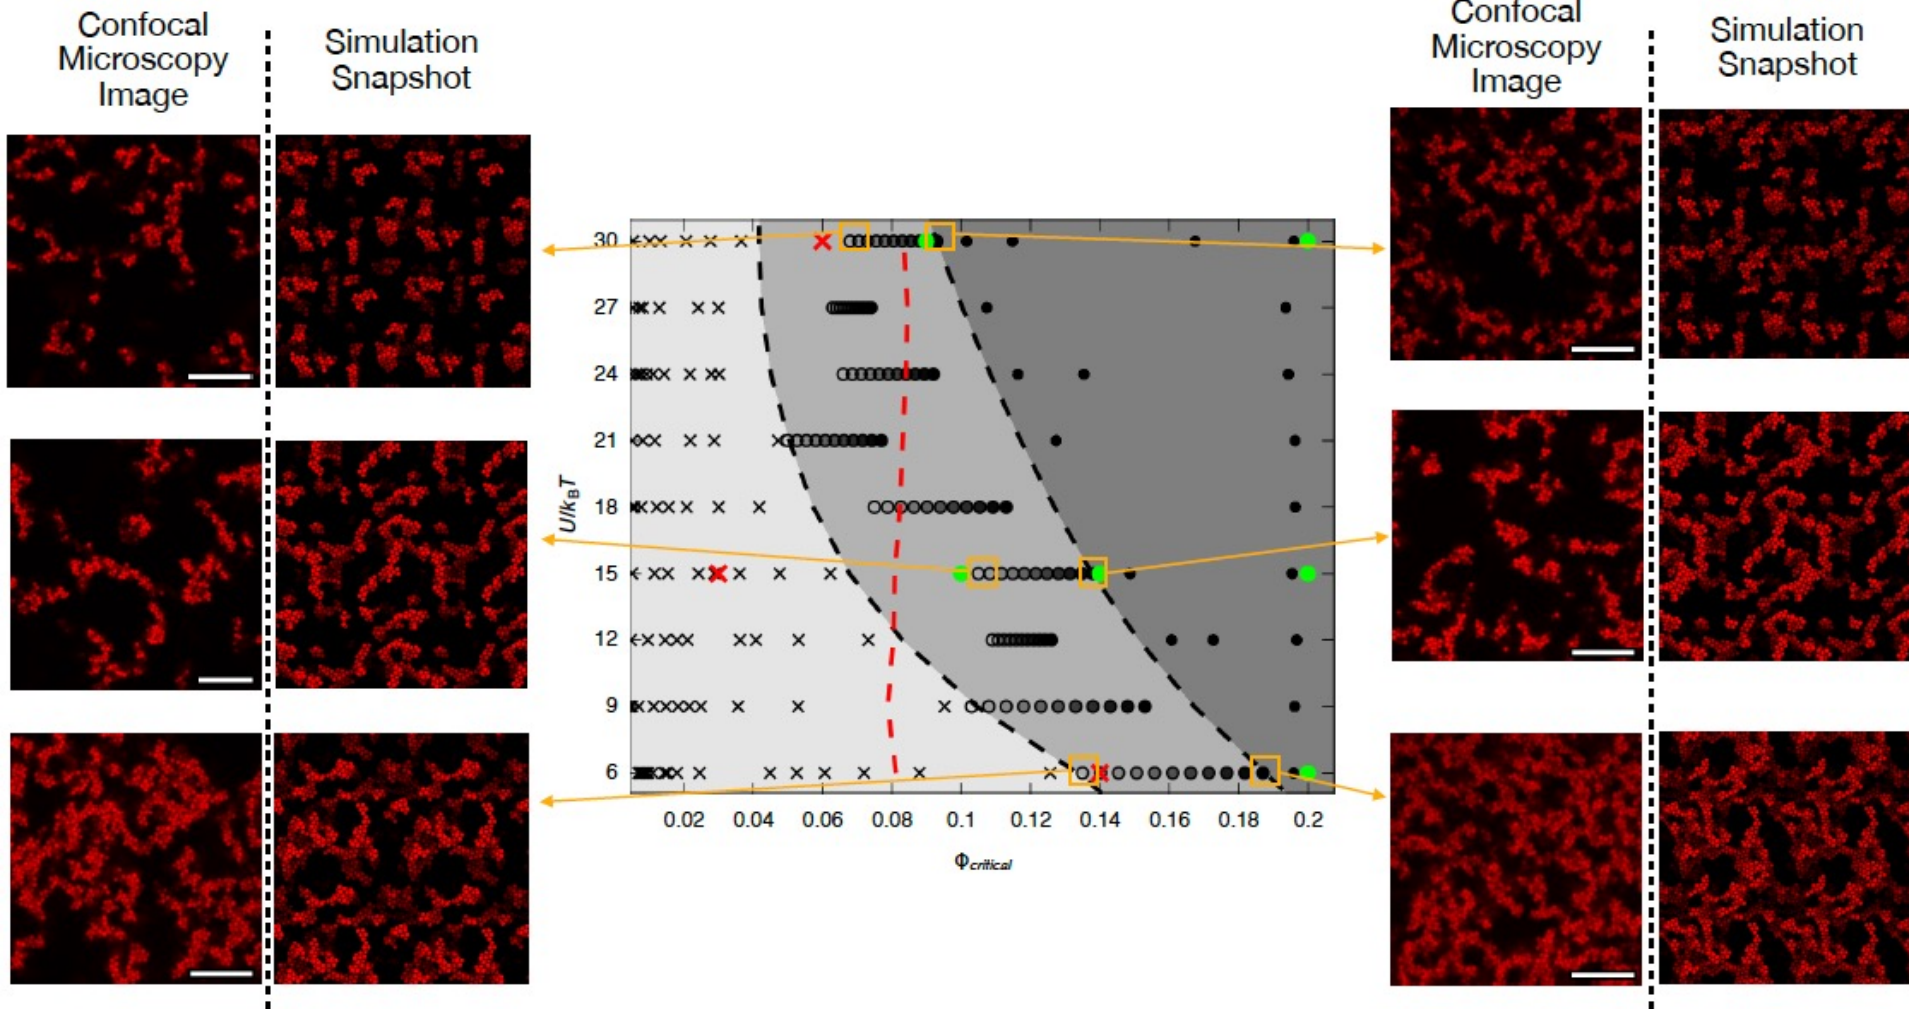 Confocal
Microscopy
Image
Simulation
Snapshot
Confocal
Microscopy
Image
Simulation
Snapshot
U/kBT
30
27
24
21
18
15
12
9
6
0.02 0.04 0.06 0.08 0.1 0.12 0.14 0.16 0.18 0.2
Φcritical